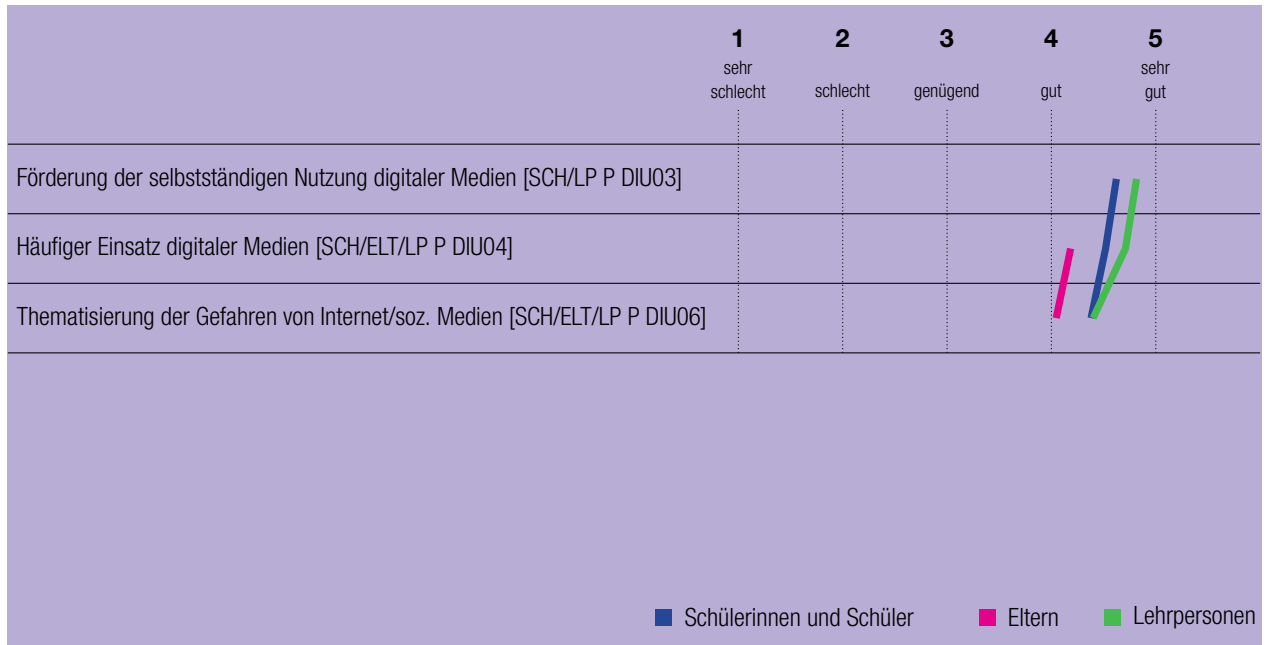 1 2 3 4 5
sehr sehr
schlecht schlecht genügend gut gut
Förderung der selbstständigen Nutzung digitaler Medien [SCH/LP P DIU03]
Häufiger Einsatz digitaler Medien [SCH/ELT/LP P DIU04]
Thematisierung der Gefahren von Internet/soz. Medien [SCH/ELT/LP P DIU06]
Schülerinnen und Schüler Eltern Lehrpersonen